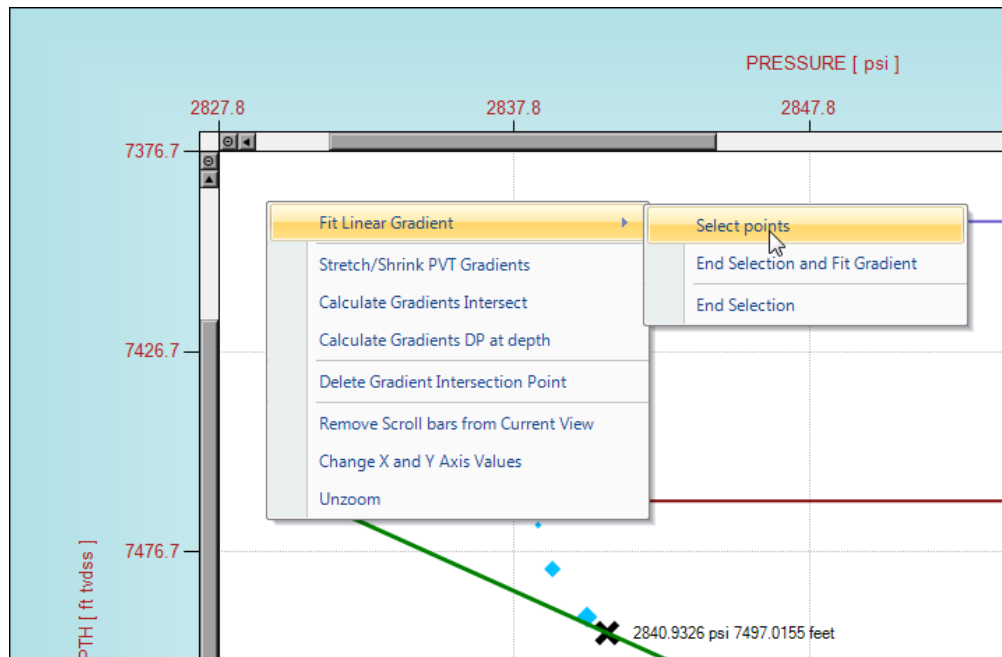 PRESSURE [ psi ]
2827.8 2837.8 2847.8
7376.7
Fit Linear Gradient
Select points
Stretch/Shrink PVT Gradients
End Selection and Fit Gradient
Calculate Gradients Intersect
End Selection
Calculate Gradients DP at depth
7426.7
Delete Gradient Intersection Point
Remove Scroll bars from Current View
Change X and Y Axis Values
Unzoom
7476.7
PTH [ ft tvdss ]
2840.9326 psi 7497.0155 feet